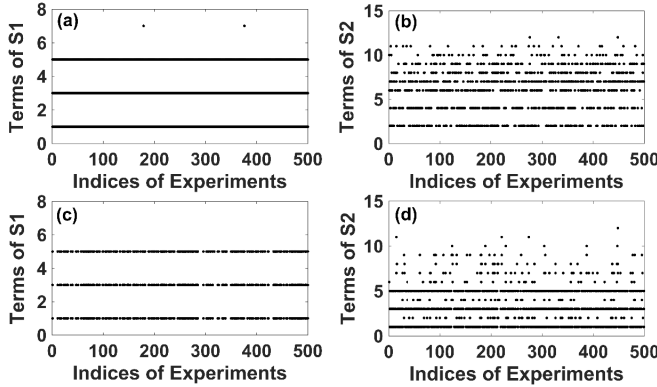 (a)
Terms of S1
8
6
4
2
0
0 100 200 300 400 500
Indices of Experiments
(b)
Terms of S2
15
10
5
0
0 100 200 300 400 500
Indices of Experiments
(c)
Terms of S1
8
6
4
2
0
0 100 200 300 400 500
Indices of Experiments
(d)
Terms of S2
15
10
5
0
0 100 200 300 400 500
Indices of Experiments